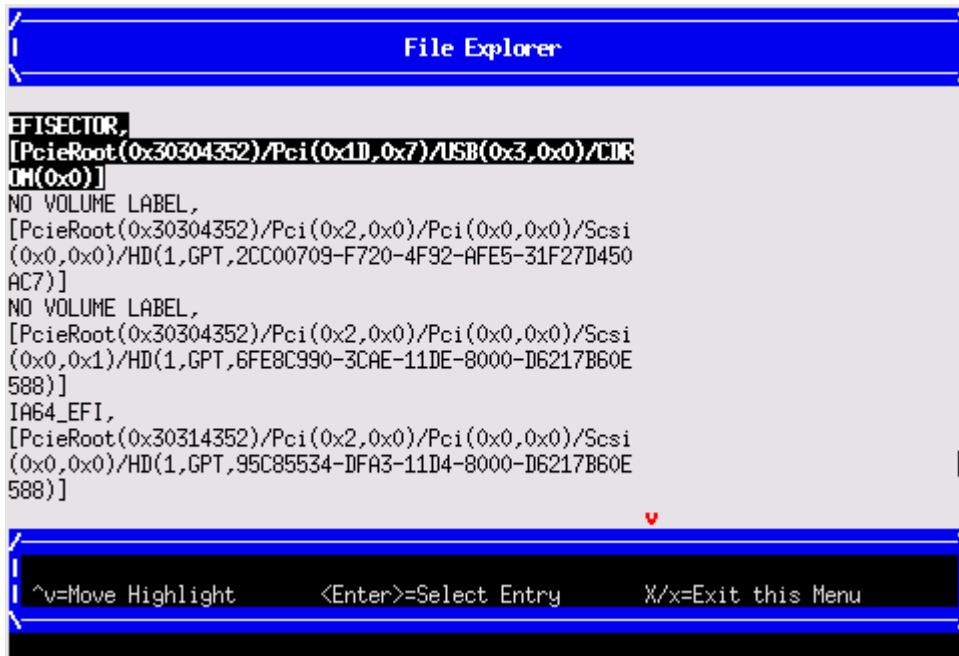 File Explorer
EFISECTOR,
[PcieRoot(0x30304352)/Pci(0x1D,0x7)/USB(0x3,0x0)/CDR
OM(0x0)]
NO VOLUME LABEL,
[PcieRoot(0x30304352)/Pci(0x2,0x0)/Pci(0x0,0x0)/Scsi
(0x0,0x0)/HD(1,GPT,2CC00709-F720-4F92-AFE5-31F27D450
AC7)]
NO VOLUME LABEL,
[PcieRoot(0x30304352)/Pci(0x2,0x0)/Pci(0x0,0x0)/Scsi
(0x0,0x1)/HD(1,GPT,6FE8C990-3CAE-11DE-8000-D6217B60E
588)]
IA64_EFI,
[PcieRoot(0x30314352)/Pci(0x2,0x0)/Pci(0x0,0x0)/Scsi
(0x0,0x0)/HD(1,GPT,95C85534-DFA3-11D4-8000-D6217B60E
588)]
v
^v=Move Highlight <Enter>=Select Entry X/x=Exit this Menu